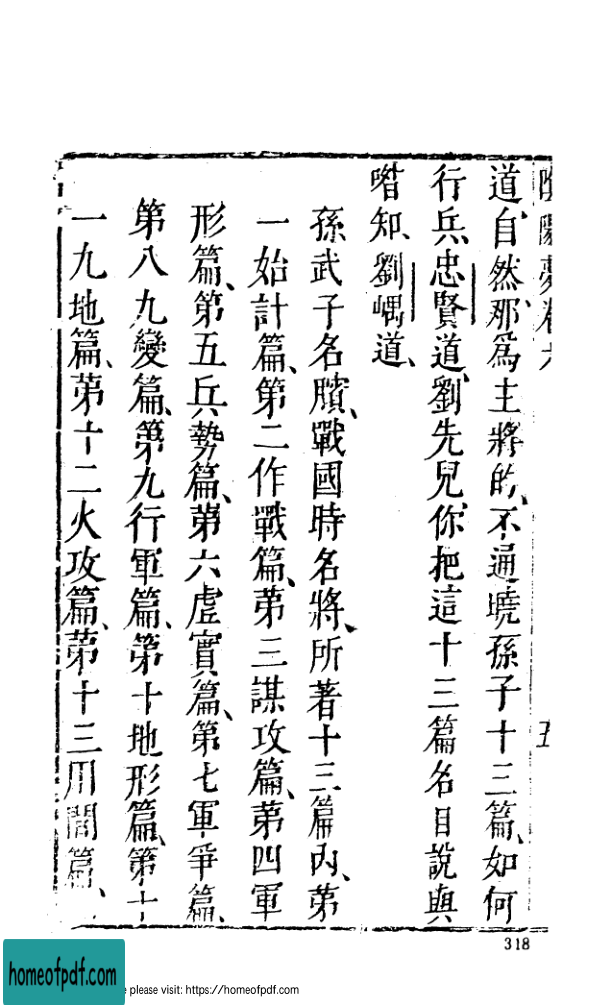 陰陽夢卷六 五
道、自然、那爲主將的、不通曉孫子十三篇、如何
行兵、忠賢道、劉先兒、你把這十三篇名目說與
喒知、劉嵎道、
孫武子名臏、戰國時名將、所著十三篇內、第
一始計篇、第二作戰篇、第三謀攻篇、第四軍
形篇、第五兵勢篇、第六虛實篇、第七軍爭篇、
第八九變篇、第九行軍篇、第十地形篇、第十
一九地篇、第十二火攻篇、第十三用間篇、
318
homeofpdf.com
please visit: https://homeofpdf.com